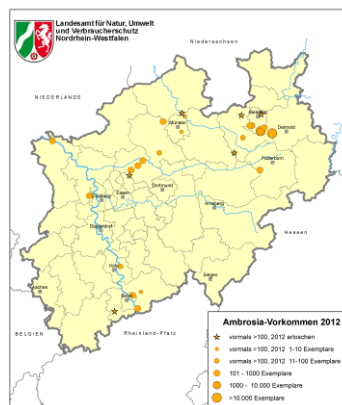 Landesamt für Natur, Umwelt
und Verbraucherschutz
Nordrhein-Westfalen
Niedersachsen
NIEDERLANDE
Bielefeld
Münster
Detmold
Paderborn
Essen
Dortmund
Duisburg
Arnsberg
Düsseldorf
Hessen
Köln
Siegen
Aachen
Bonn
BELGIEN
Rheinland-Pfalz
Ambrosia-Vorkommen 2012
vormals >100, 2012 erloschen
vormals >100, 2012 1-10 Exemplare
vormals >100, 2012 11-100 Exemplare
101 - 1000 Exemplare
1000 - 10.000 Exemplare
>10.000 Exemplare